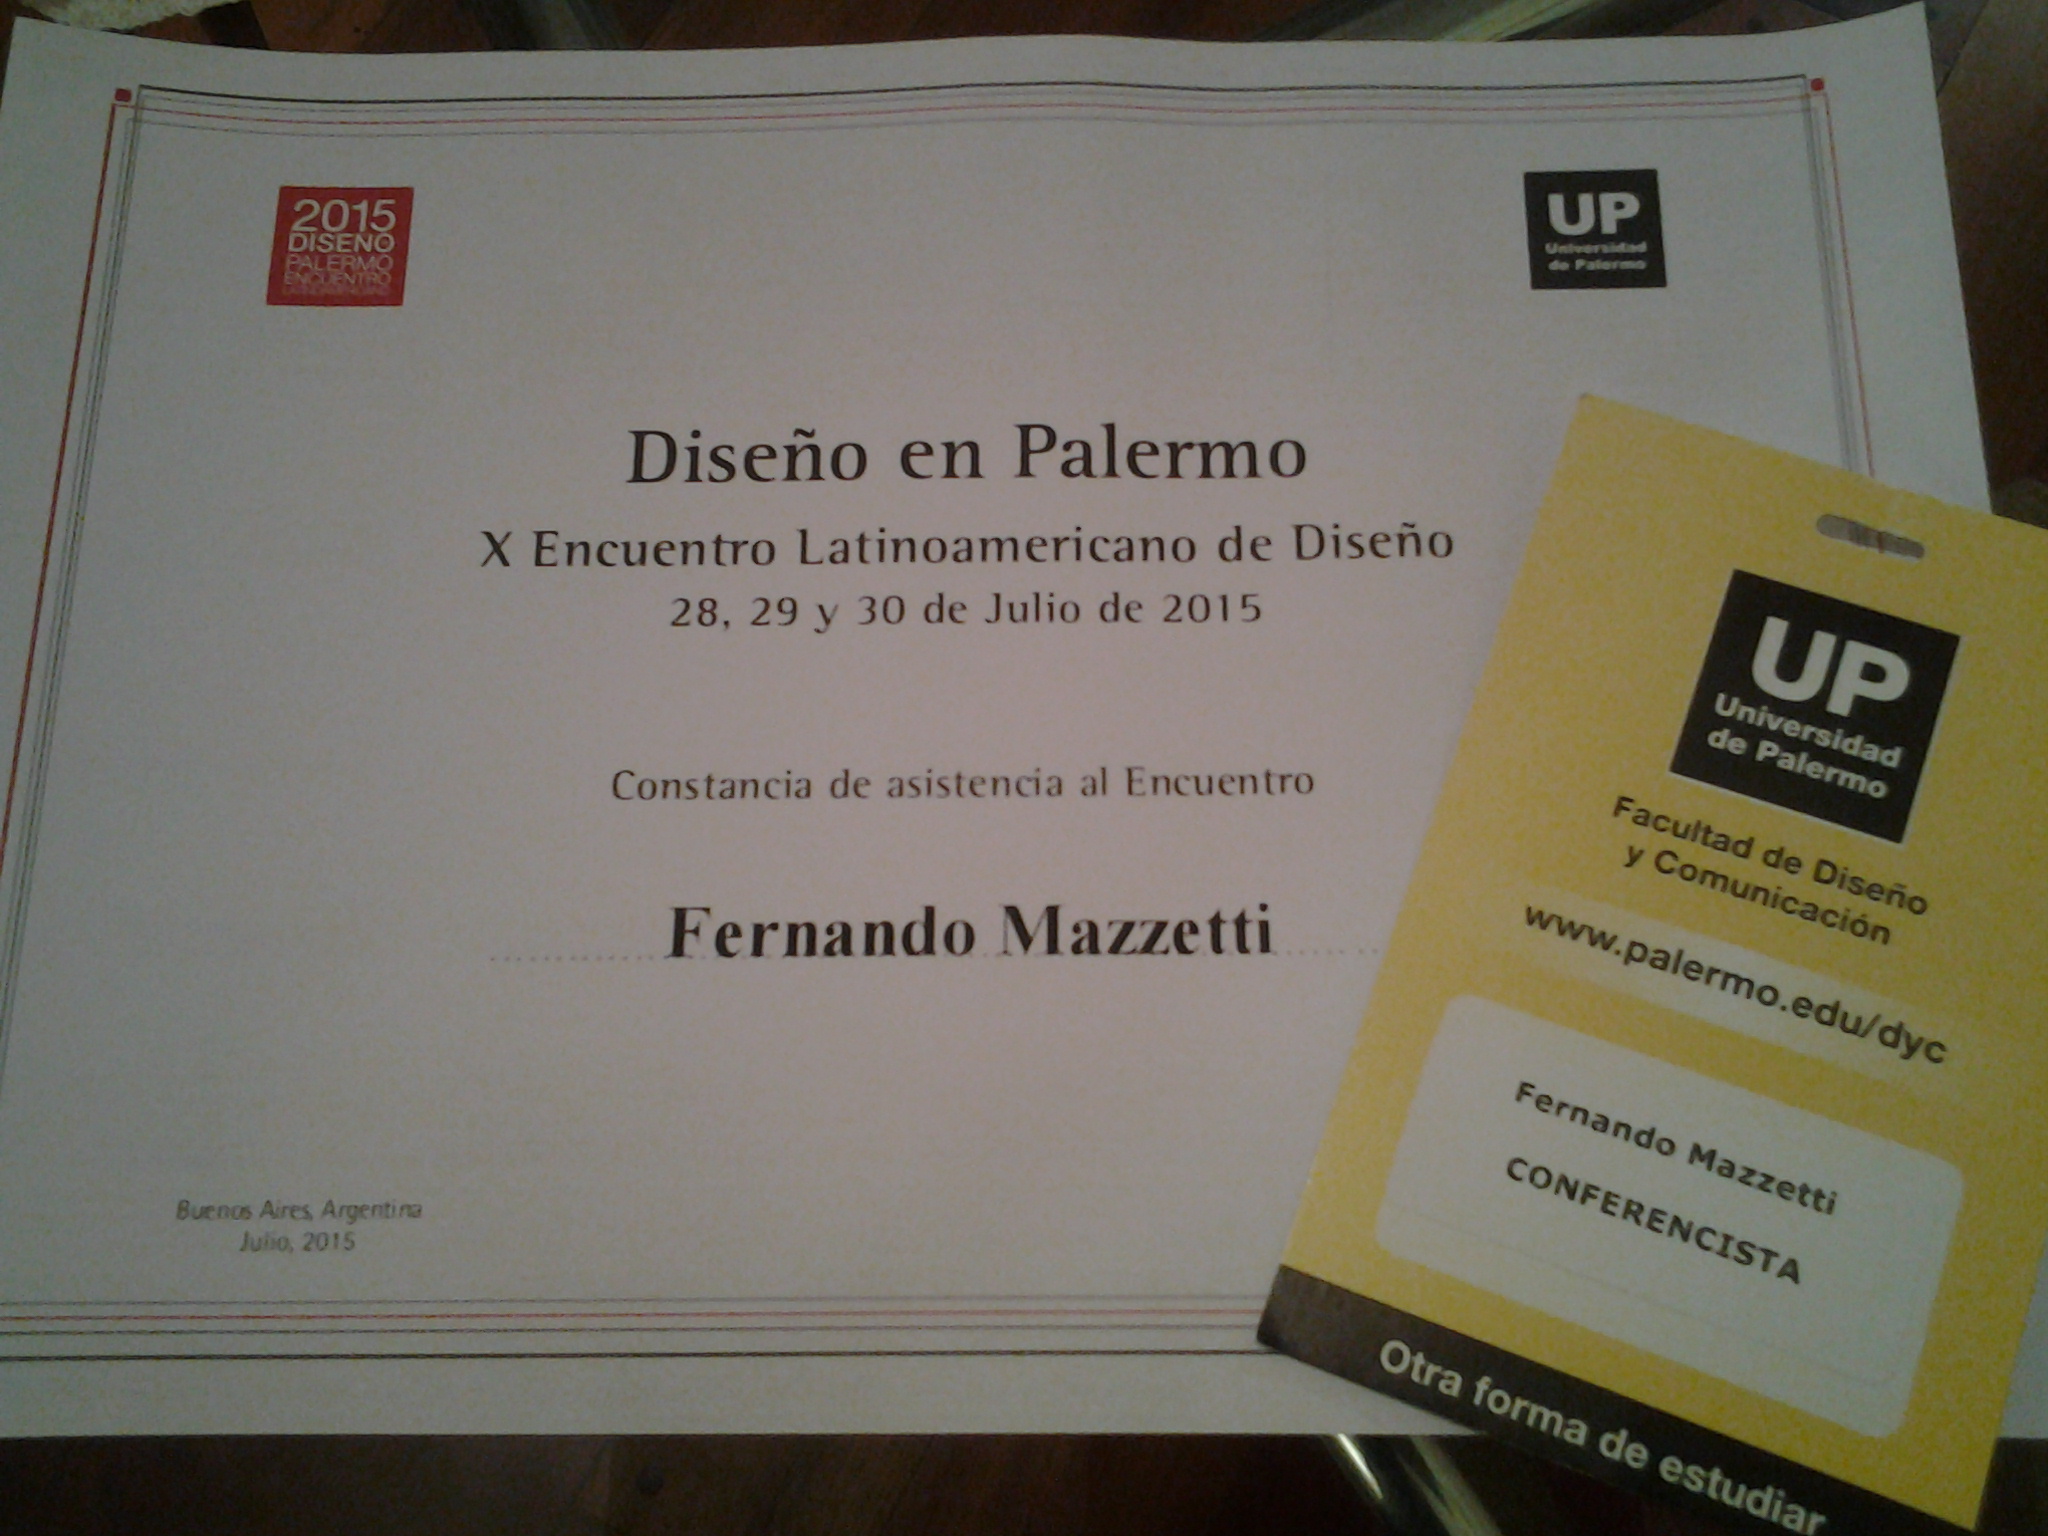 2015
DISEÑO
PALERMO
ENCUENTRO
LATINOAMERICANO
UP
Universidad
de Palermo
Diseño en Palermo
X Encuentro Latinoamericano de Diseño
28, 29 y 30 de Julio de 2015
Constancia de asistencia al Encuentro
Fernando Mazzetti
Buenos Aires, Argentina
Julio, 2015
UP
Universidad
de Palermo
Facultad de Diseño
y Comunicación
www.palermo.edu/dyc
Fernando Mazzetti
CONFERENCISTA
Otra forma de estudiar